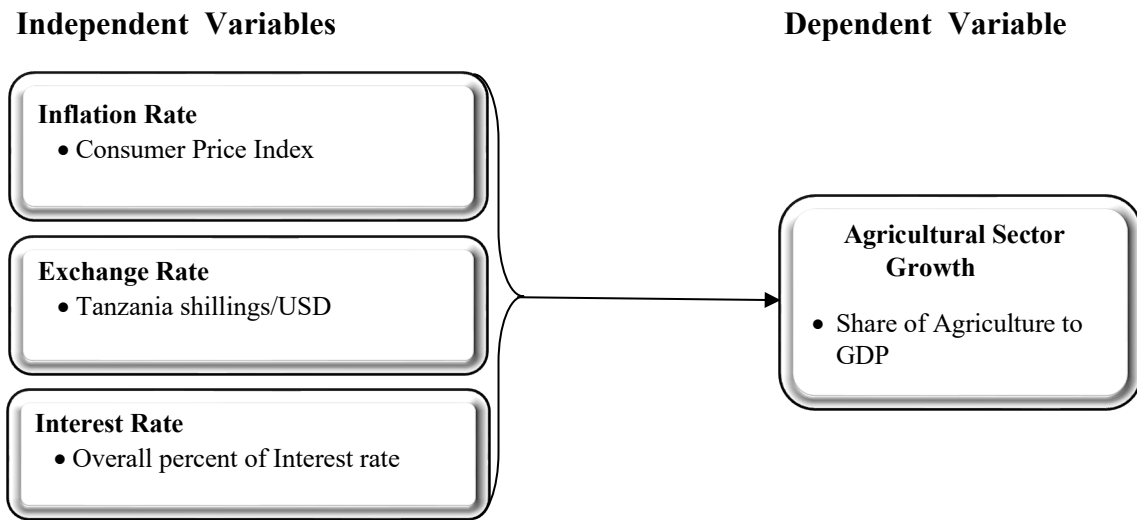 Independent Variables
Dependent Variable
Inflation Rate
• Consumer Price Index
Exchange Rate
• Tanzania shillings/USD
Interest Rate
• Overall percent of Interest rate
Agricultural Sector
Growth
• Share of Agriculture to
GDP